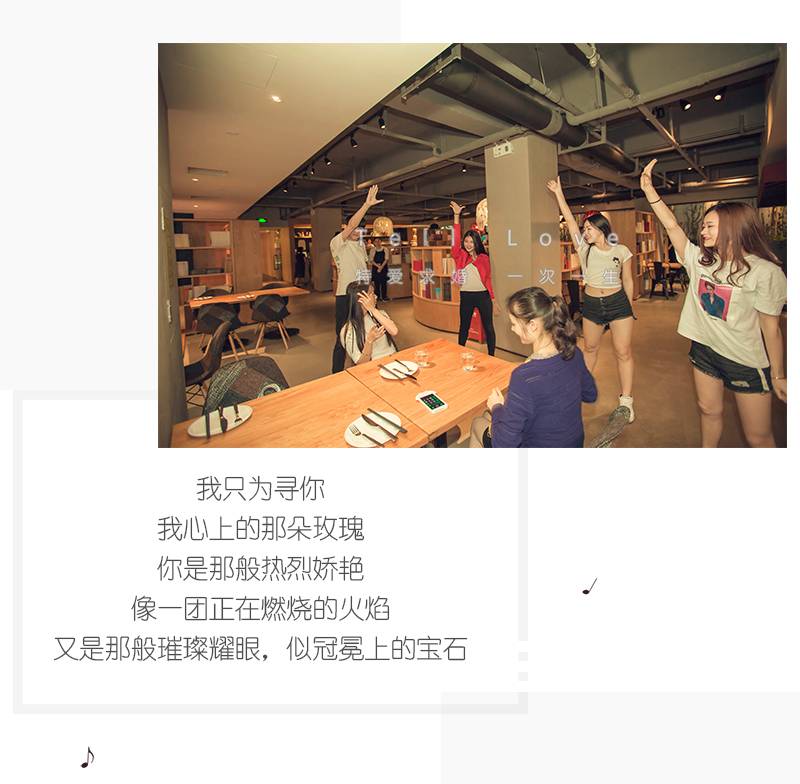 Tell Love
特爱求婚 一次一生
我只为寻你
我心上的那朵玫瑰
你是那般热烈娇艳
像一团正在燃烧的火焰
又是那般璀璨耀眼，似冠冕上的宝石